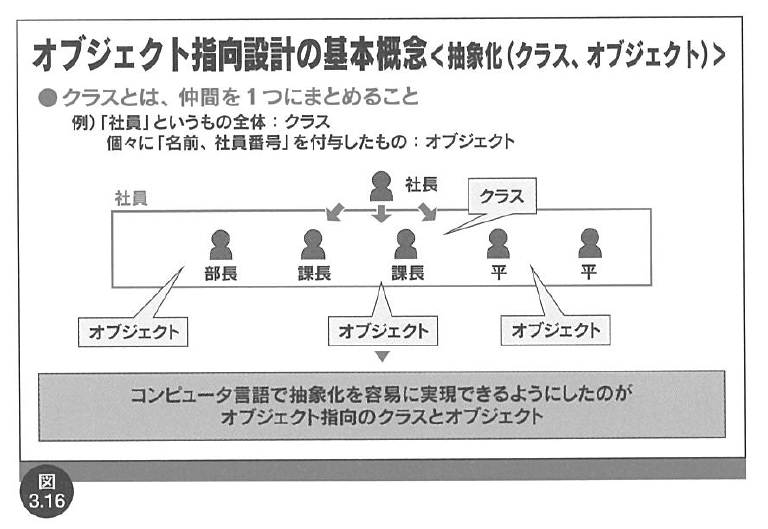 オブジェクト指向設計の基本概念<抽象化(クラス、オブジェクト)>
●クラスとは、仲間を1つにまとめること
例)「社員」というもの全体:クラス
個々に「名前、社員番号」を付与したもの:オブジェクト
社長
クラス
社員
部長
課長
課長
平
平
オブジェクト
オブジェクト
オブジェクト
コンピュータ言語で抽象化を容易に実現できるようにしたのが
オブジェクト指向のクラスとオブジェクト
図
3.16